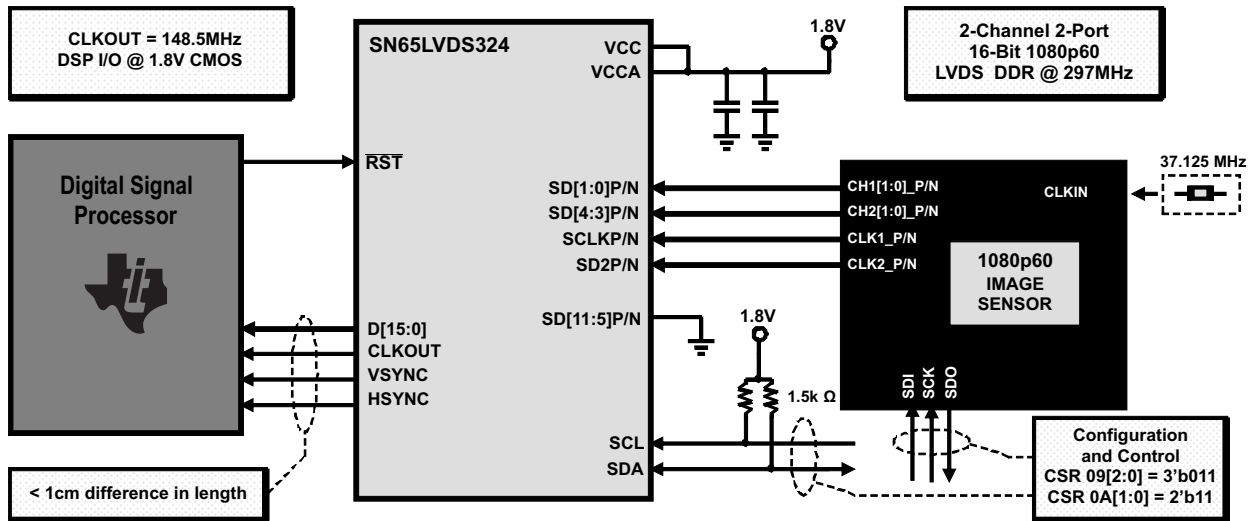 CLKOUT = 148.5MHz
DSP I/O @ 1.8V CMOS
SN65LVDS324
VCC
VCCA
1.8V
2-Channel 2-Port
16-Bit 1080p60
LVDS DDR @ 297MHz
Digital Signal
Processor
RST
SD[1:0]P/N
SD[4:3]P/N
SCLKP/N
SD2P/N
SD[11:5]P/N
CH1[1:0]_P/N
CH2[1:0]_P/N
CLK1_P/N
CLK2_P/N
CLKIN
37.125 MHz
1080p60
IMAGE
SENSOR
D[15:0]
CLKOUT
VSYNC
HSYNC
1.8V
1.5k Ω
SDI
SCK
SDO
SCL
SDA
< 1cm difference in length
Configuration
and Control
CSR 09[2:0] = 3'b011
CSR 0A[1:0] = 2'b11